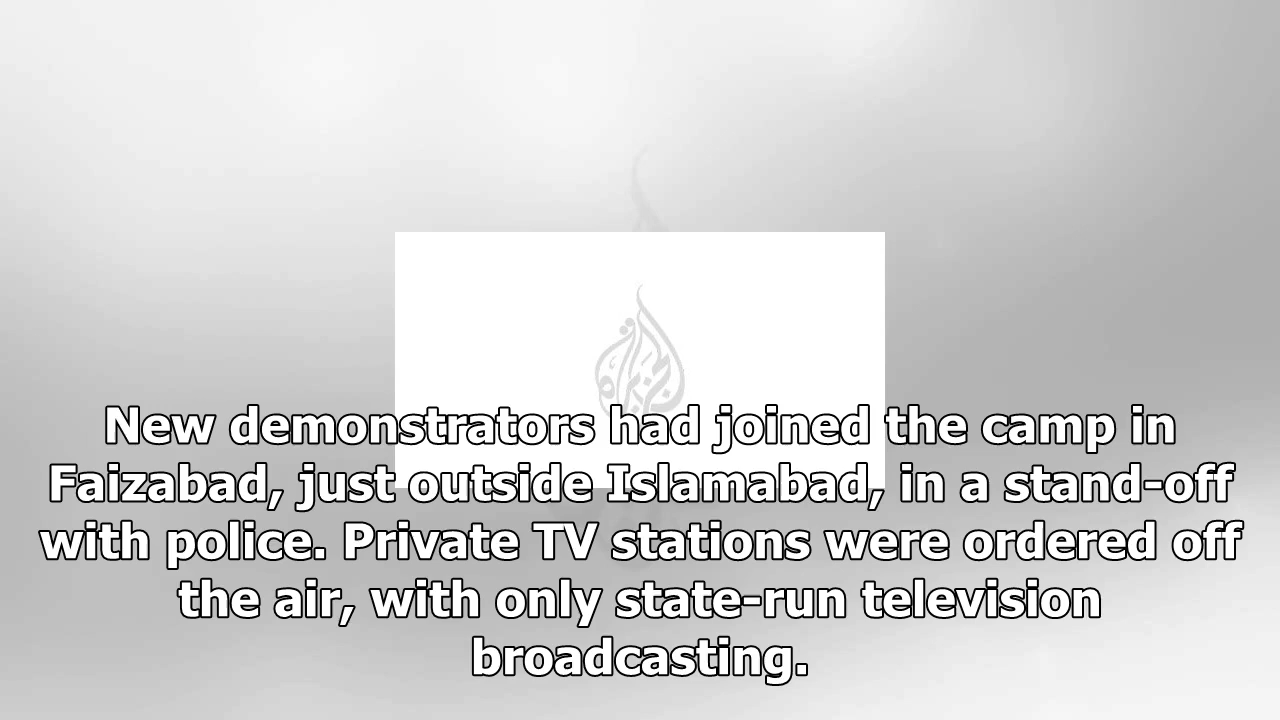 الجزيرة
New demonstrators had joined the camp in
Faizabad, just outside Islamabad, in a stand-off
with police. Private TV stations were ordered off
the air, with only state-run television
broadcasting.